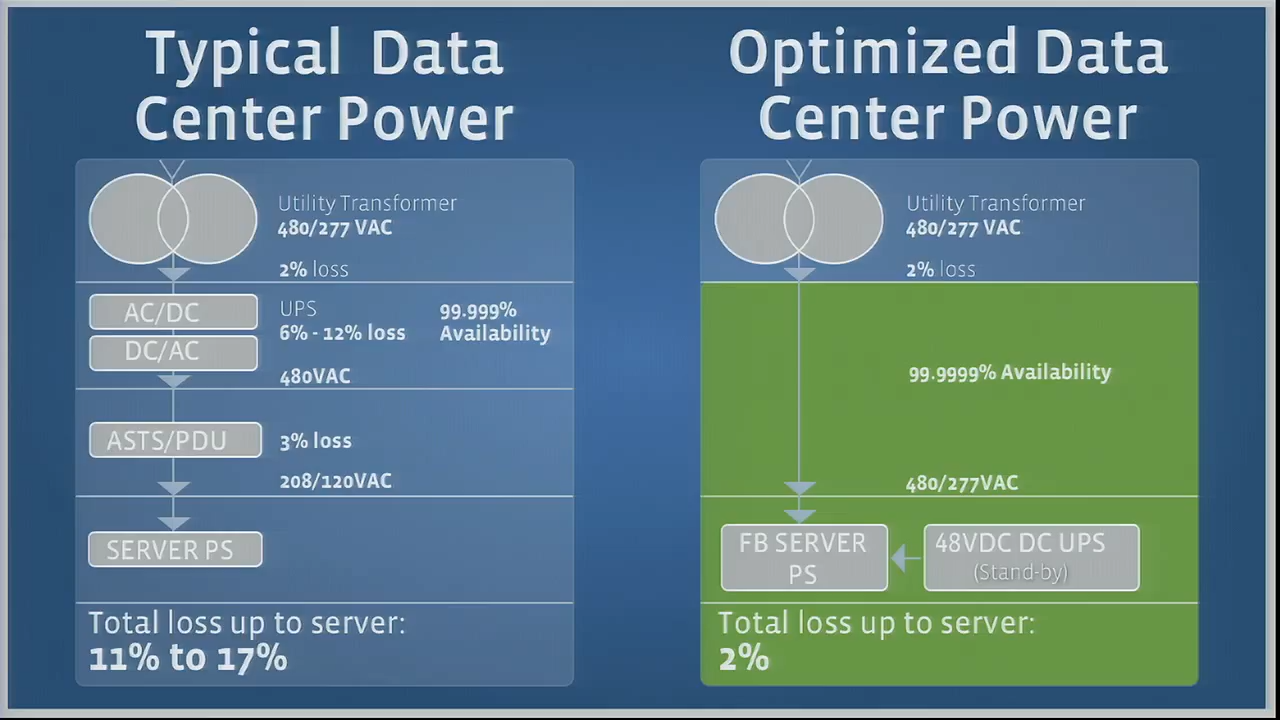 Typical Data
Center Power
Utility Transformer
480/277 VAC
2% loss
AC/DC
DC/AC
UPS
6% - 12% loss
99.999%
Availability
480VAC
ASTS/PDU
3% loss
208/120VAC
SERVER PS
Total loss up to server:
11% to 17%
Optimized Data
Center Power
Utility Transformer
480/277 VAC
2% loss
99.9999% Availability
480/277VAC
FB SERVER
PS
48VDC DC UPS
(Stand-by)
Total loss up to server:
2%